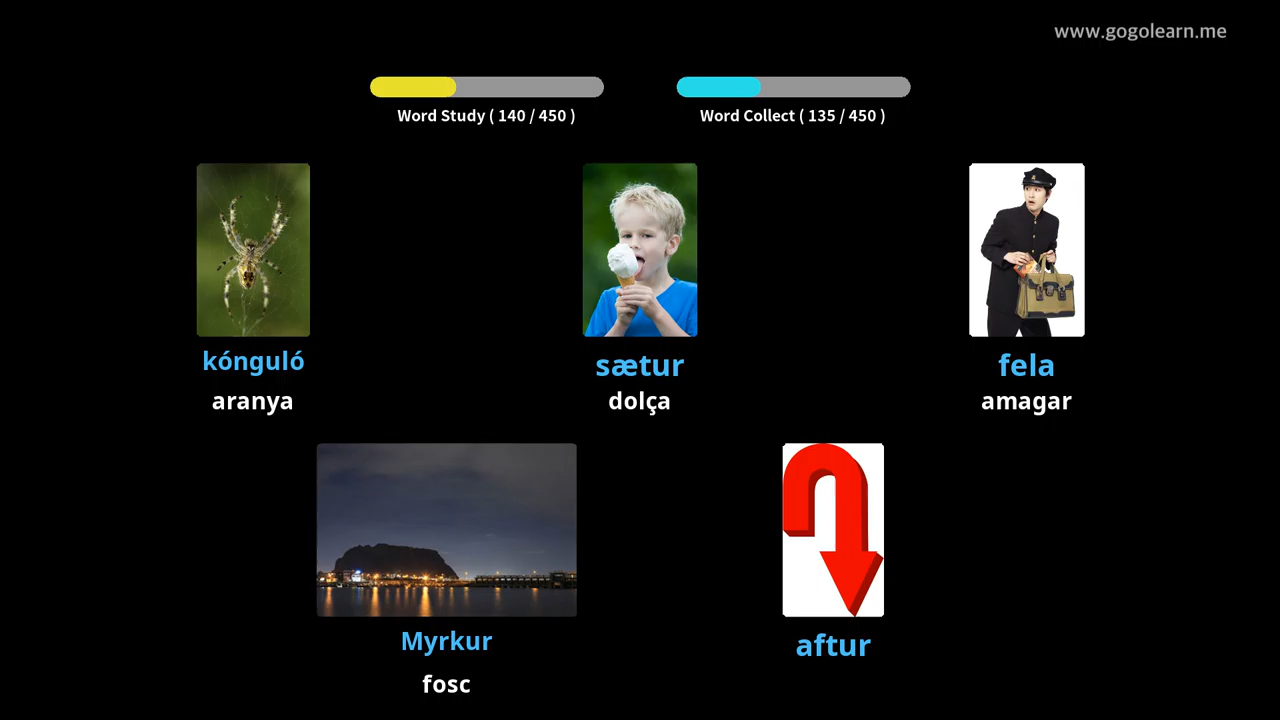 www.gogolearn.me
Word Study ( 140 / 450 )
Word Collect ( 135 / 450 )
kónguló
aranya
sætur
dolça
fela
amagar
Myrkur
fosc
aftur